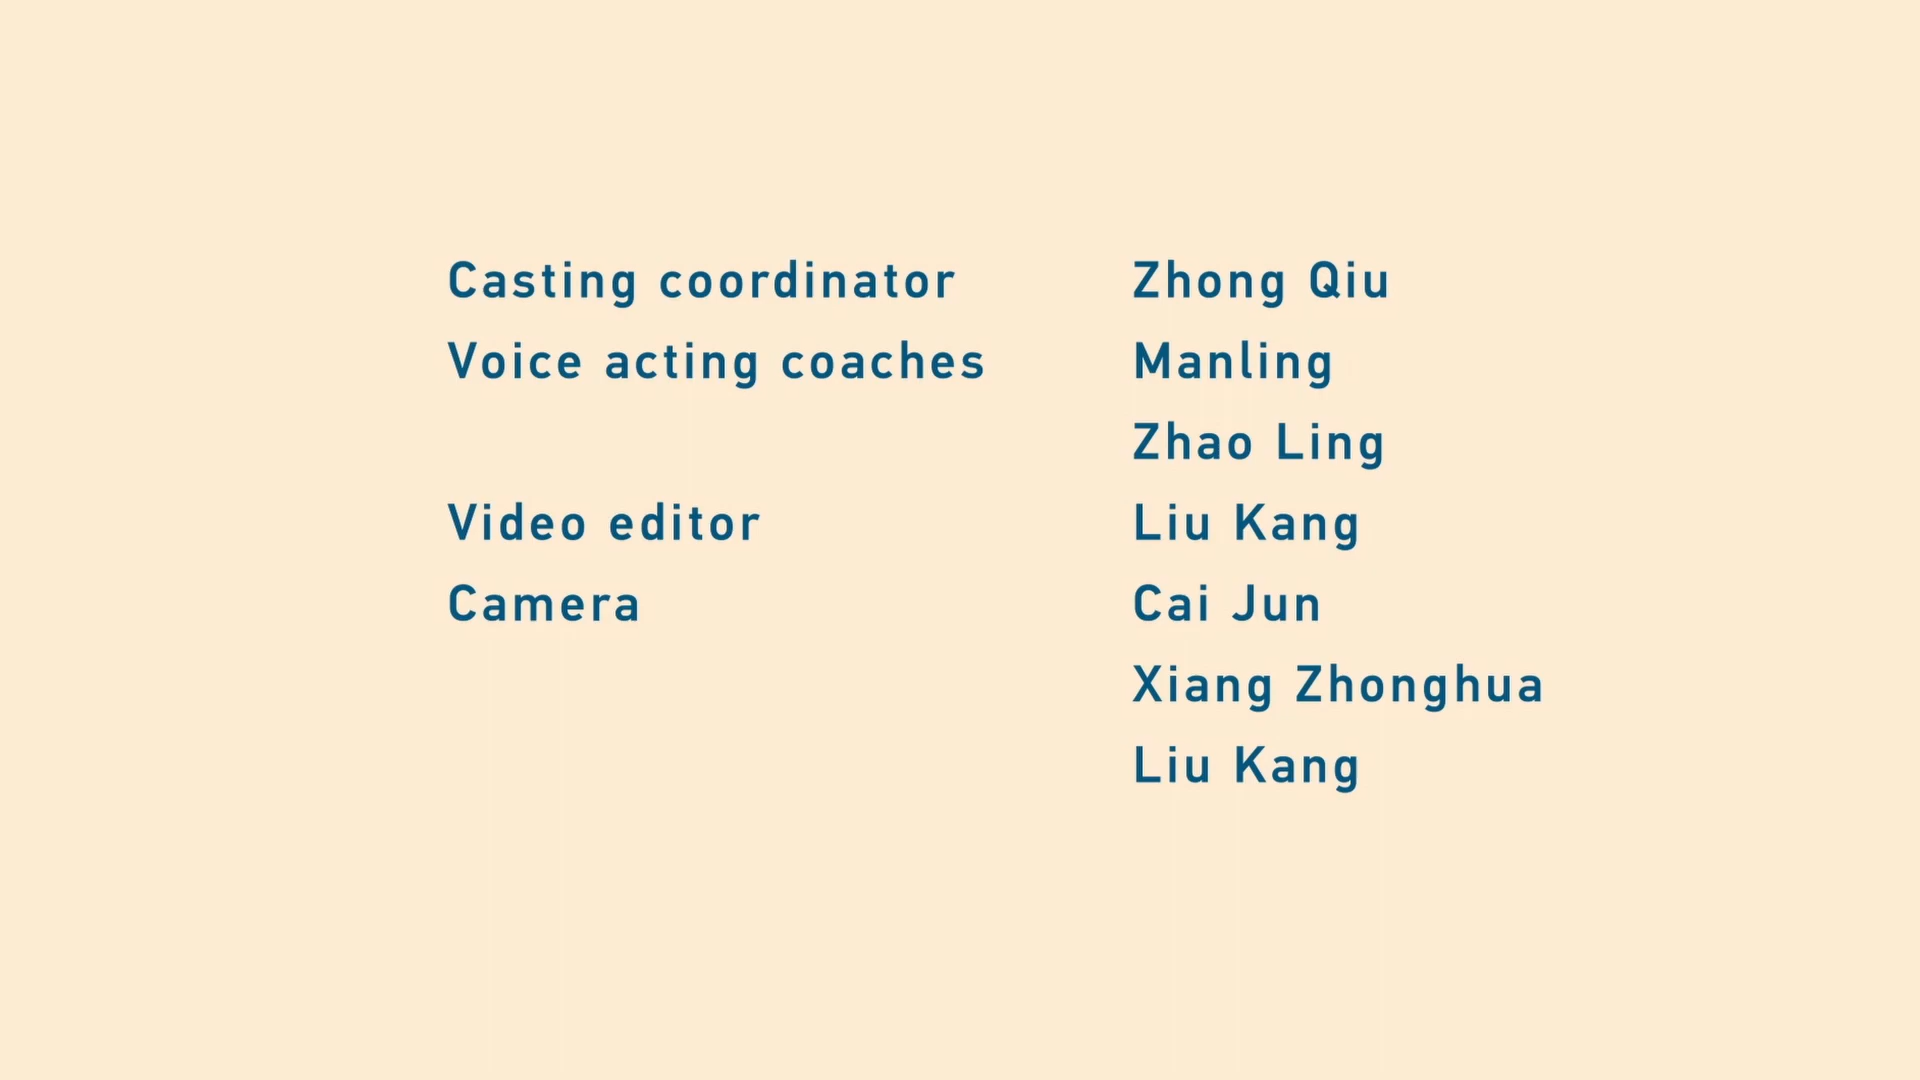 Casting coordinator Zhong Qiu
Voice acting coaches Manling
Zhao Ling
Video editor Liu Kang
Camera Cai Jun
Xiang Zhonghua
Liu Kang